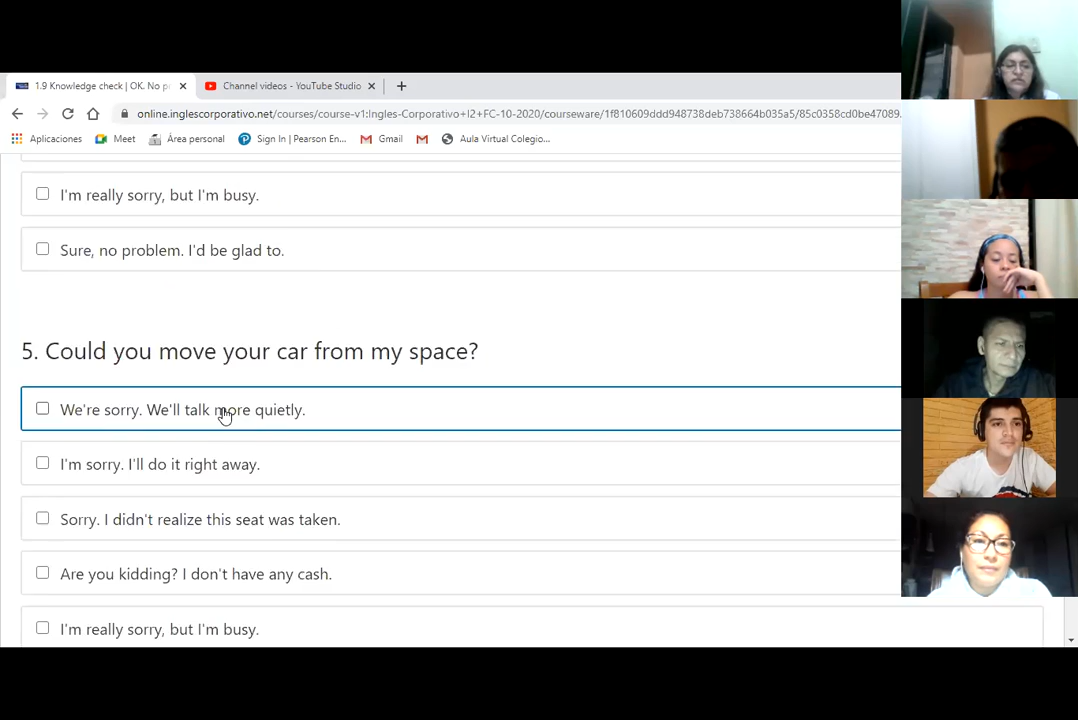 1.9 Knowledge check | OK. No pr
Channel videos - YouTube Studio
online.inglescorporativo.net/courses/course-v1:Ingles-Corporativo+I2+FC-10-2020/courseware/1f810609ddd948738deb738664b035a5/85c0358cd0be47089.
Aplicaciones
Meet
Área personal
Sign In | Pearson En...
Gmail
Aula Virtual Colegio...
I'm really sorry, but I'm busy.
Sure, no problem. I'd be glad to.
5. Could you move your car from my space?
We're sorry. We'll talk more quietly.
I'm sorry. I'll do it right away.
Sorry. I didn't realize this seat was taken.
Are you kidding? I don't have any cash.
I'm really sorry, but I'm busy.